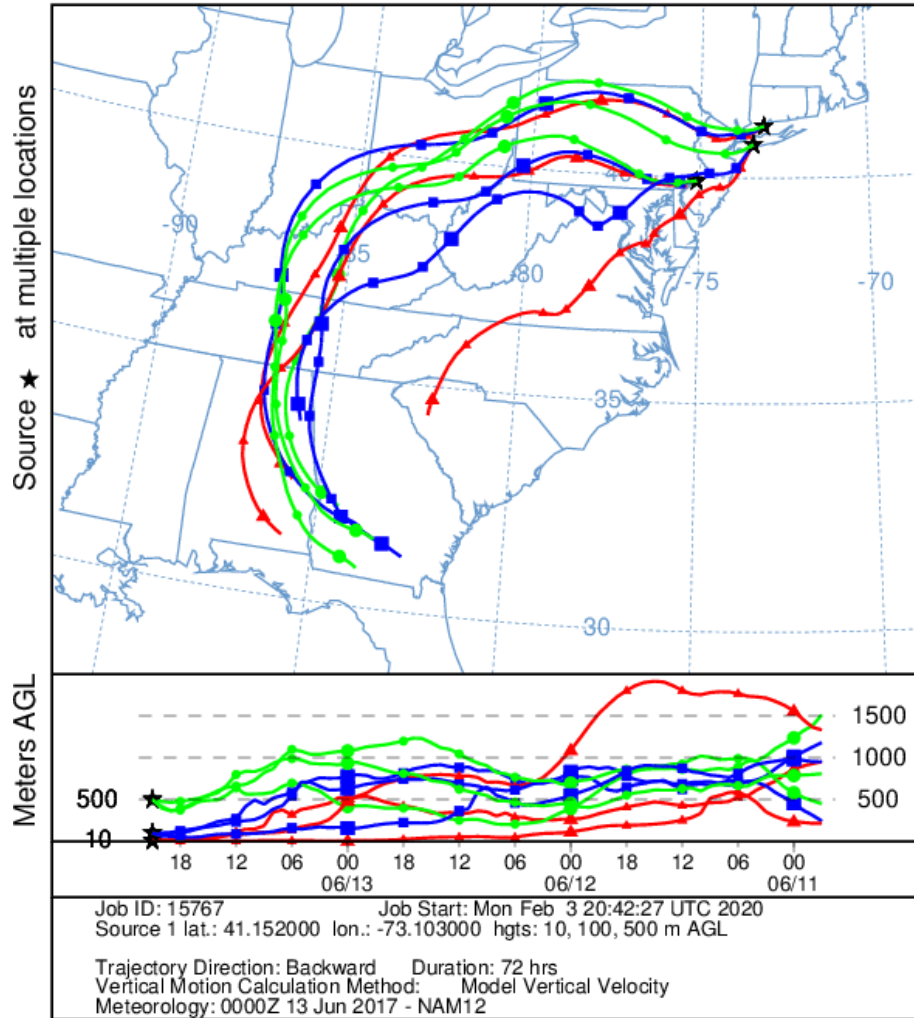 Source ★ at multiple locations
-90
-85
-80
-75
-70
40
35
30
Meters AGL
1500
1000
500
500
10
18 12 06 00 18 12 06 00 18 12 06 00
06/13 06/12 06/11
Job ID: 15767 Job Start: Mon Feb 3 20:42:27 UTC 2020
Source 1 lat.: 41.152000 lon.: -73.103000 hgts: 10, 100, 500 m AGL
Trajectory Direction: Backward Duration: 72 hrs
Vertical Motion Calculation Method: Model Vertical Velocity
Meteorology: 0000Z 13 Jun 2017 - NAM12